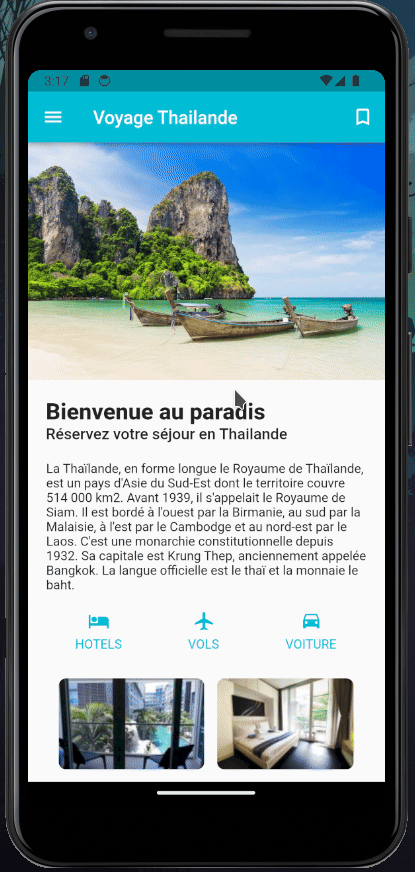 3:17
Voyage Thailande
Bienvenue au paradis
Réservez votre séjour en Thailande
La Thaïlande, en forme longue le Royaume de Thaïlande,
est un pays d'Asie du Sud-Est dont le territoire couvre
514 000 km2. Avant 1939, il s'appelait le Royaume de
Siam. Il est bordé à l'ouest par la Birmanie, au sud par la
Malaisie, à l'est par le Cambodge et au nord-est par le
Laos. C'est une monarchie constitutionnelle depuis
1932. Sa capitale est Krung Thep, anciennement appelée
Bangkok. La langue officielle est le thaï et la monnaie le
baht.
HOTELS VOLS VOITURE